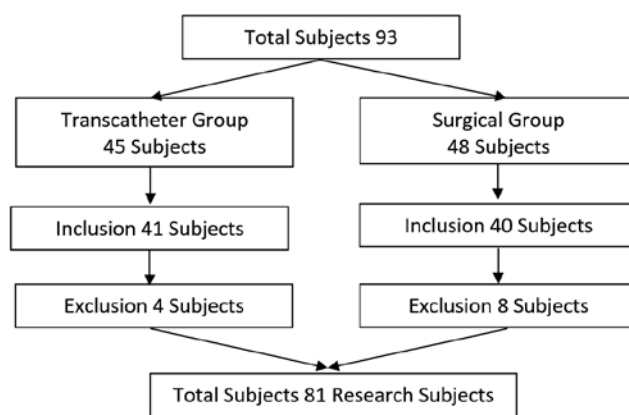 Total Subjects 93
Transcatheter Group
45 Subjects
Surgical Group
48 Subjects
Inclusion 41 Subjects
Inclusion 40 Subjects
Exclusion 4 Subjects
Exclusion 8 Subjects
Total Subjects 81 Research Subjects